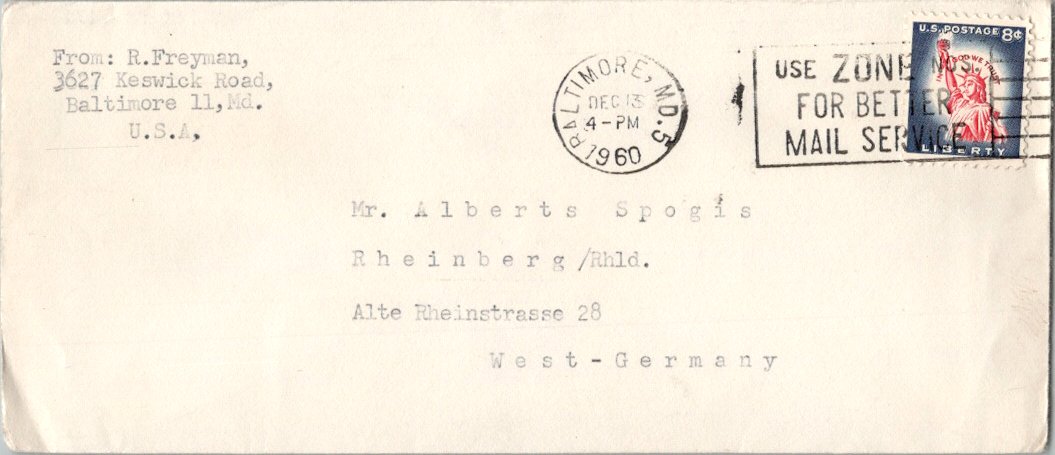 From: R.Freyman,
3627 Keswick Road,
Baltimore 11,Md.
U.S.A,
BALTIMORE, MD. 5
DEC 13
4-PM
1960
USE ZONE NOS.
FOR BETTER
MAIL SERVICE
U.S. POSTAGE 8¢
IN GOD WE TRUST
LIBERTY
Mr. Alberts Spogis
Rheinberg/Rhld.
Alte Rheinstrasse 28
West-Germany